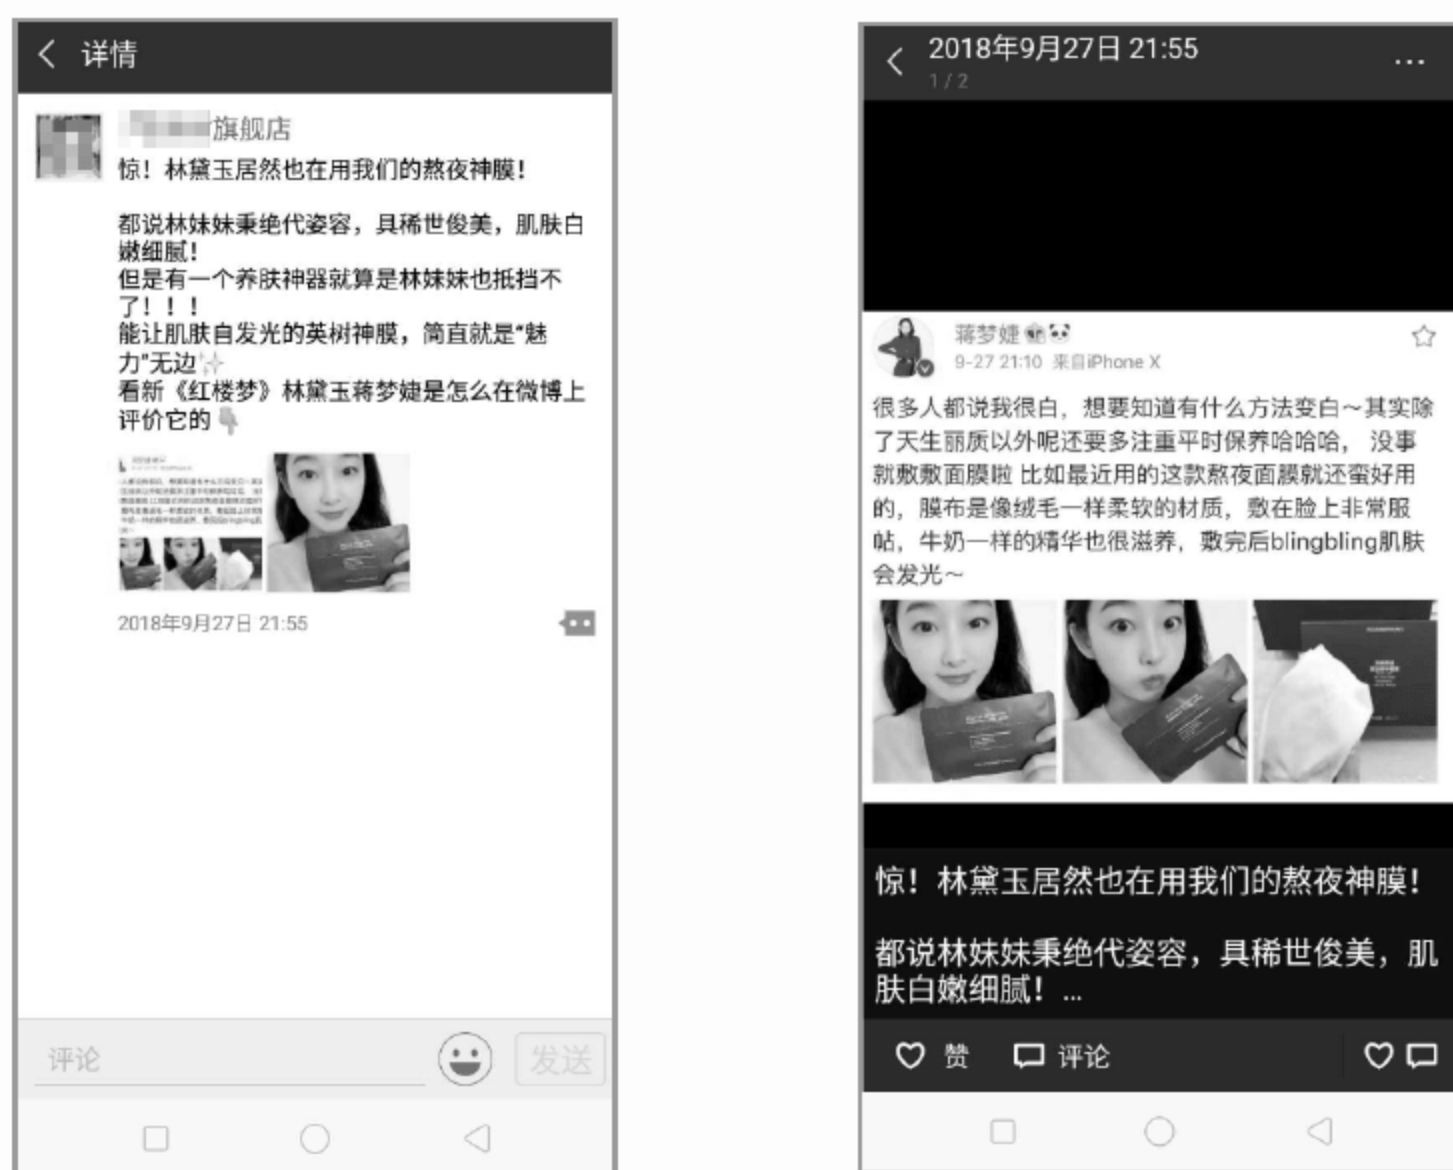 详情
旗舰店
惊！林黛玉居然也在用我们的熬夜神膜！
都说林妹妹秉绝代姿容，具稀世俊美，肌肤白
嫩细腻！
但是有一个养肤神器就算是林妹妹也抵挡不
了！！！
能让肌肤自发光的英树神膜，简直就是“魅
力”无边
看新《红楼梦》林黛玉蒋梦婕是怎么在微博上
评价它的
2018年9月27日 21:55
评论
发送
2018年9月27日 21:55
1 / 2
蒋梦婕
9-27 21:10 来自iPhone X
很多人都说我很白，想要知道有什么方法变白～其实除
了天生丽质以外呢还要多注重平时保养哈哈哈， 没事
就敷敷面膜啦 比如最近用的这款熬夜面膜就还蛮好用
的，膜布是像绒毛一样柔软的材质，敷在脸上非常服
帖，牛奶一样的精华也很滋养，敷完后blingbling肌肤
会发光～
惊！林黛玉居然也在用我们的熬夜神膜！
都说林妹妹秉绝代姿容，具稀世俊美，肌
肤白嫩细腻！...
赞
评论